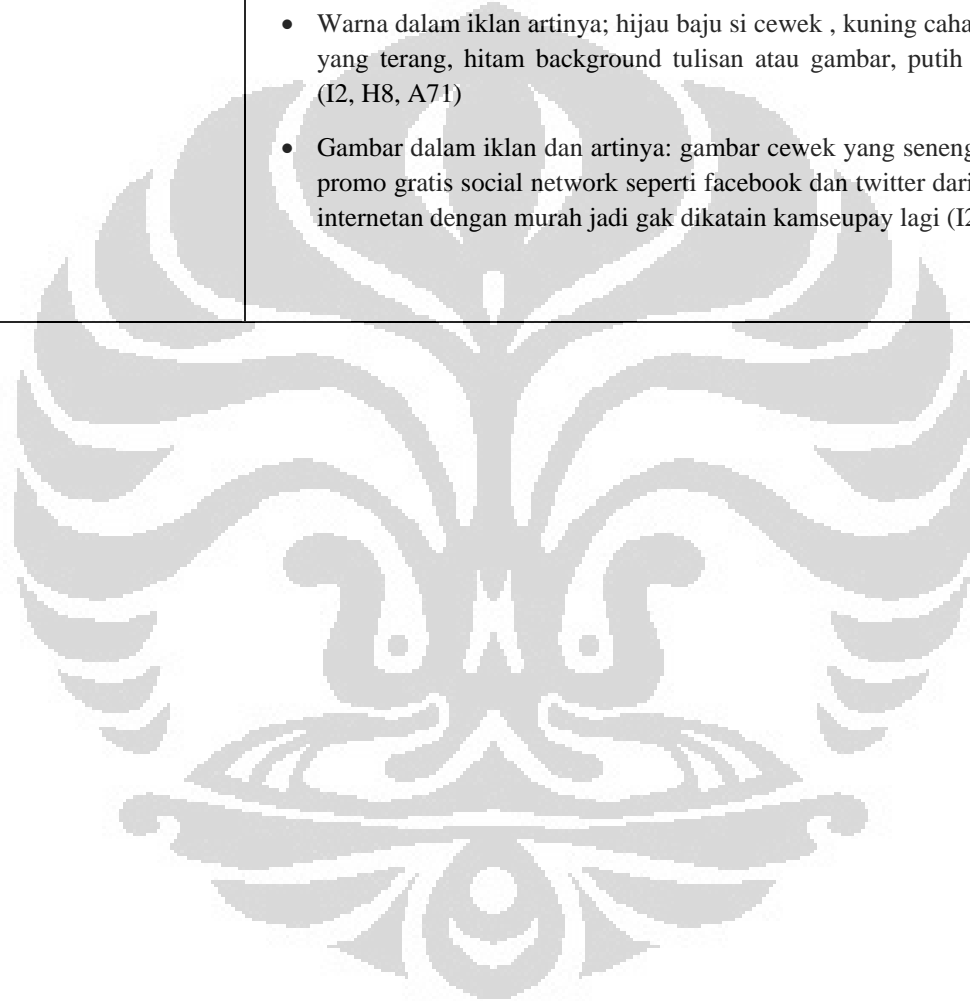 • Warna dalam iklan artinya; hijau baju si cewek , kuning caha
yang terang, hitam background tulisan atau gambar, putih
(I2, H8, A71)
• Gambar dalam iklan dan artinya: gambar cewek yang seneng
promo gratis social network seperti facebook dan twitter dari
internetan dengan murah jadi gak dikatain kamseupay lagi (I2